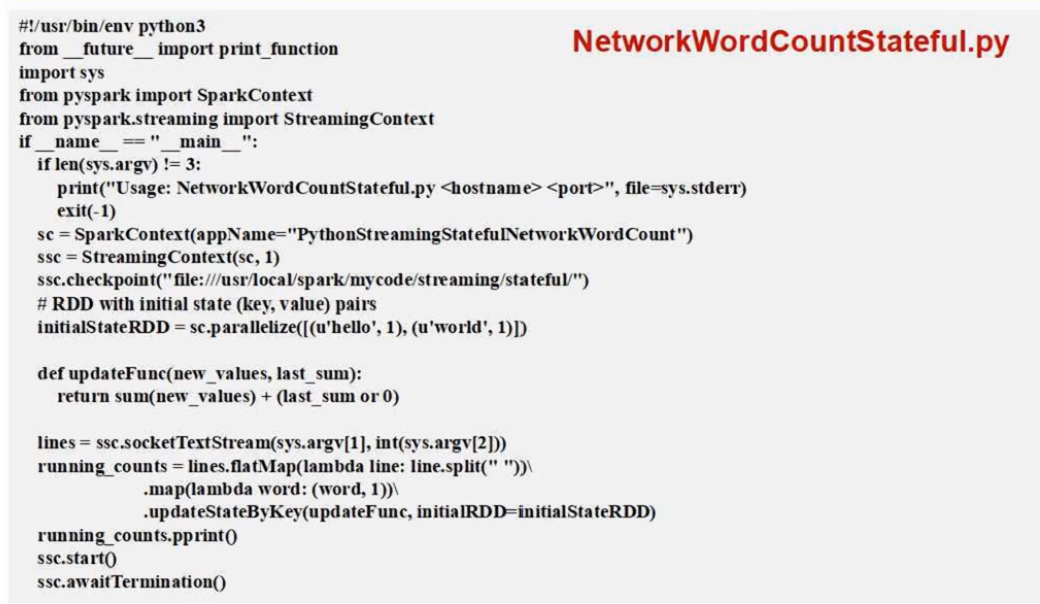 NetworkWordCountStateful.py
#!/usr/bin/env python3
from __future__ import print_function
import sys
from pyspark import SparkContext
from pyspark.streaming import StreamingContext
if __name__ == "__main__":
  if len(sys.argv) != 3:
    print("Usage: NetworkWordCountStateful.py <hostname> <port>", file=sys.stderr)
    exit(-1)
  sc = SparkContext(appName="PythonStreamingStatefulNetworkWordCount")
  ssc = StreamingContext(sc, 1)
  ssc.checkpoint("file:///usr/local/spark/mycode/streaming/stateful/")
  # RDD with initial state (key, value) pairs
  initialStateRDD = sc.parallelize([(u'hello', 1), (u'world', 1)])

  def updateFunc(new_values, last_sum):
    return sum(new_values) + (last_sum or 0)

  lines = ssc.socketTextStream(sys.argv[1], int(sys.argv[2]))
  running_counts = lines.flatMap(lambda line: line.split(" "))\
                .map(lambda word: (word, 1))\
                .updateStateByKey(updateFunc, initialRDD=initialStateRDD)
  running_counts.pprint()
  ssc.start()
  ssc.awaitTermination()